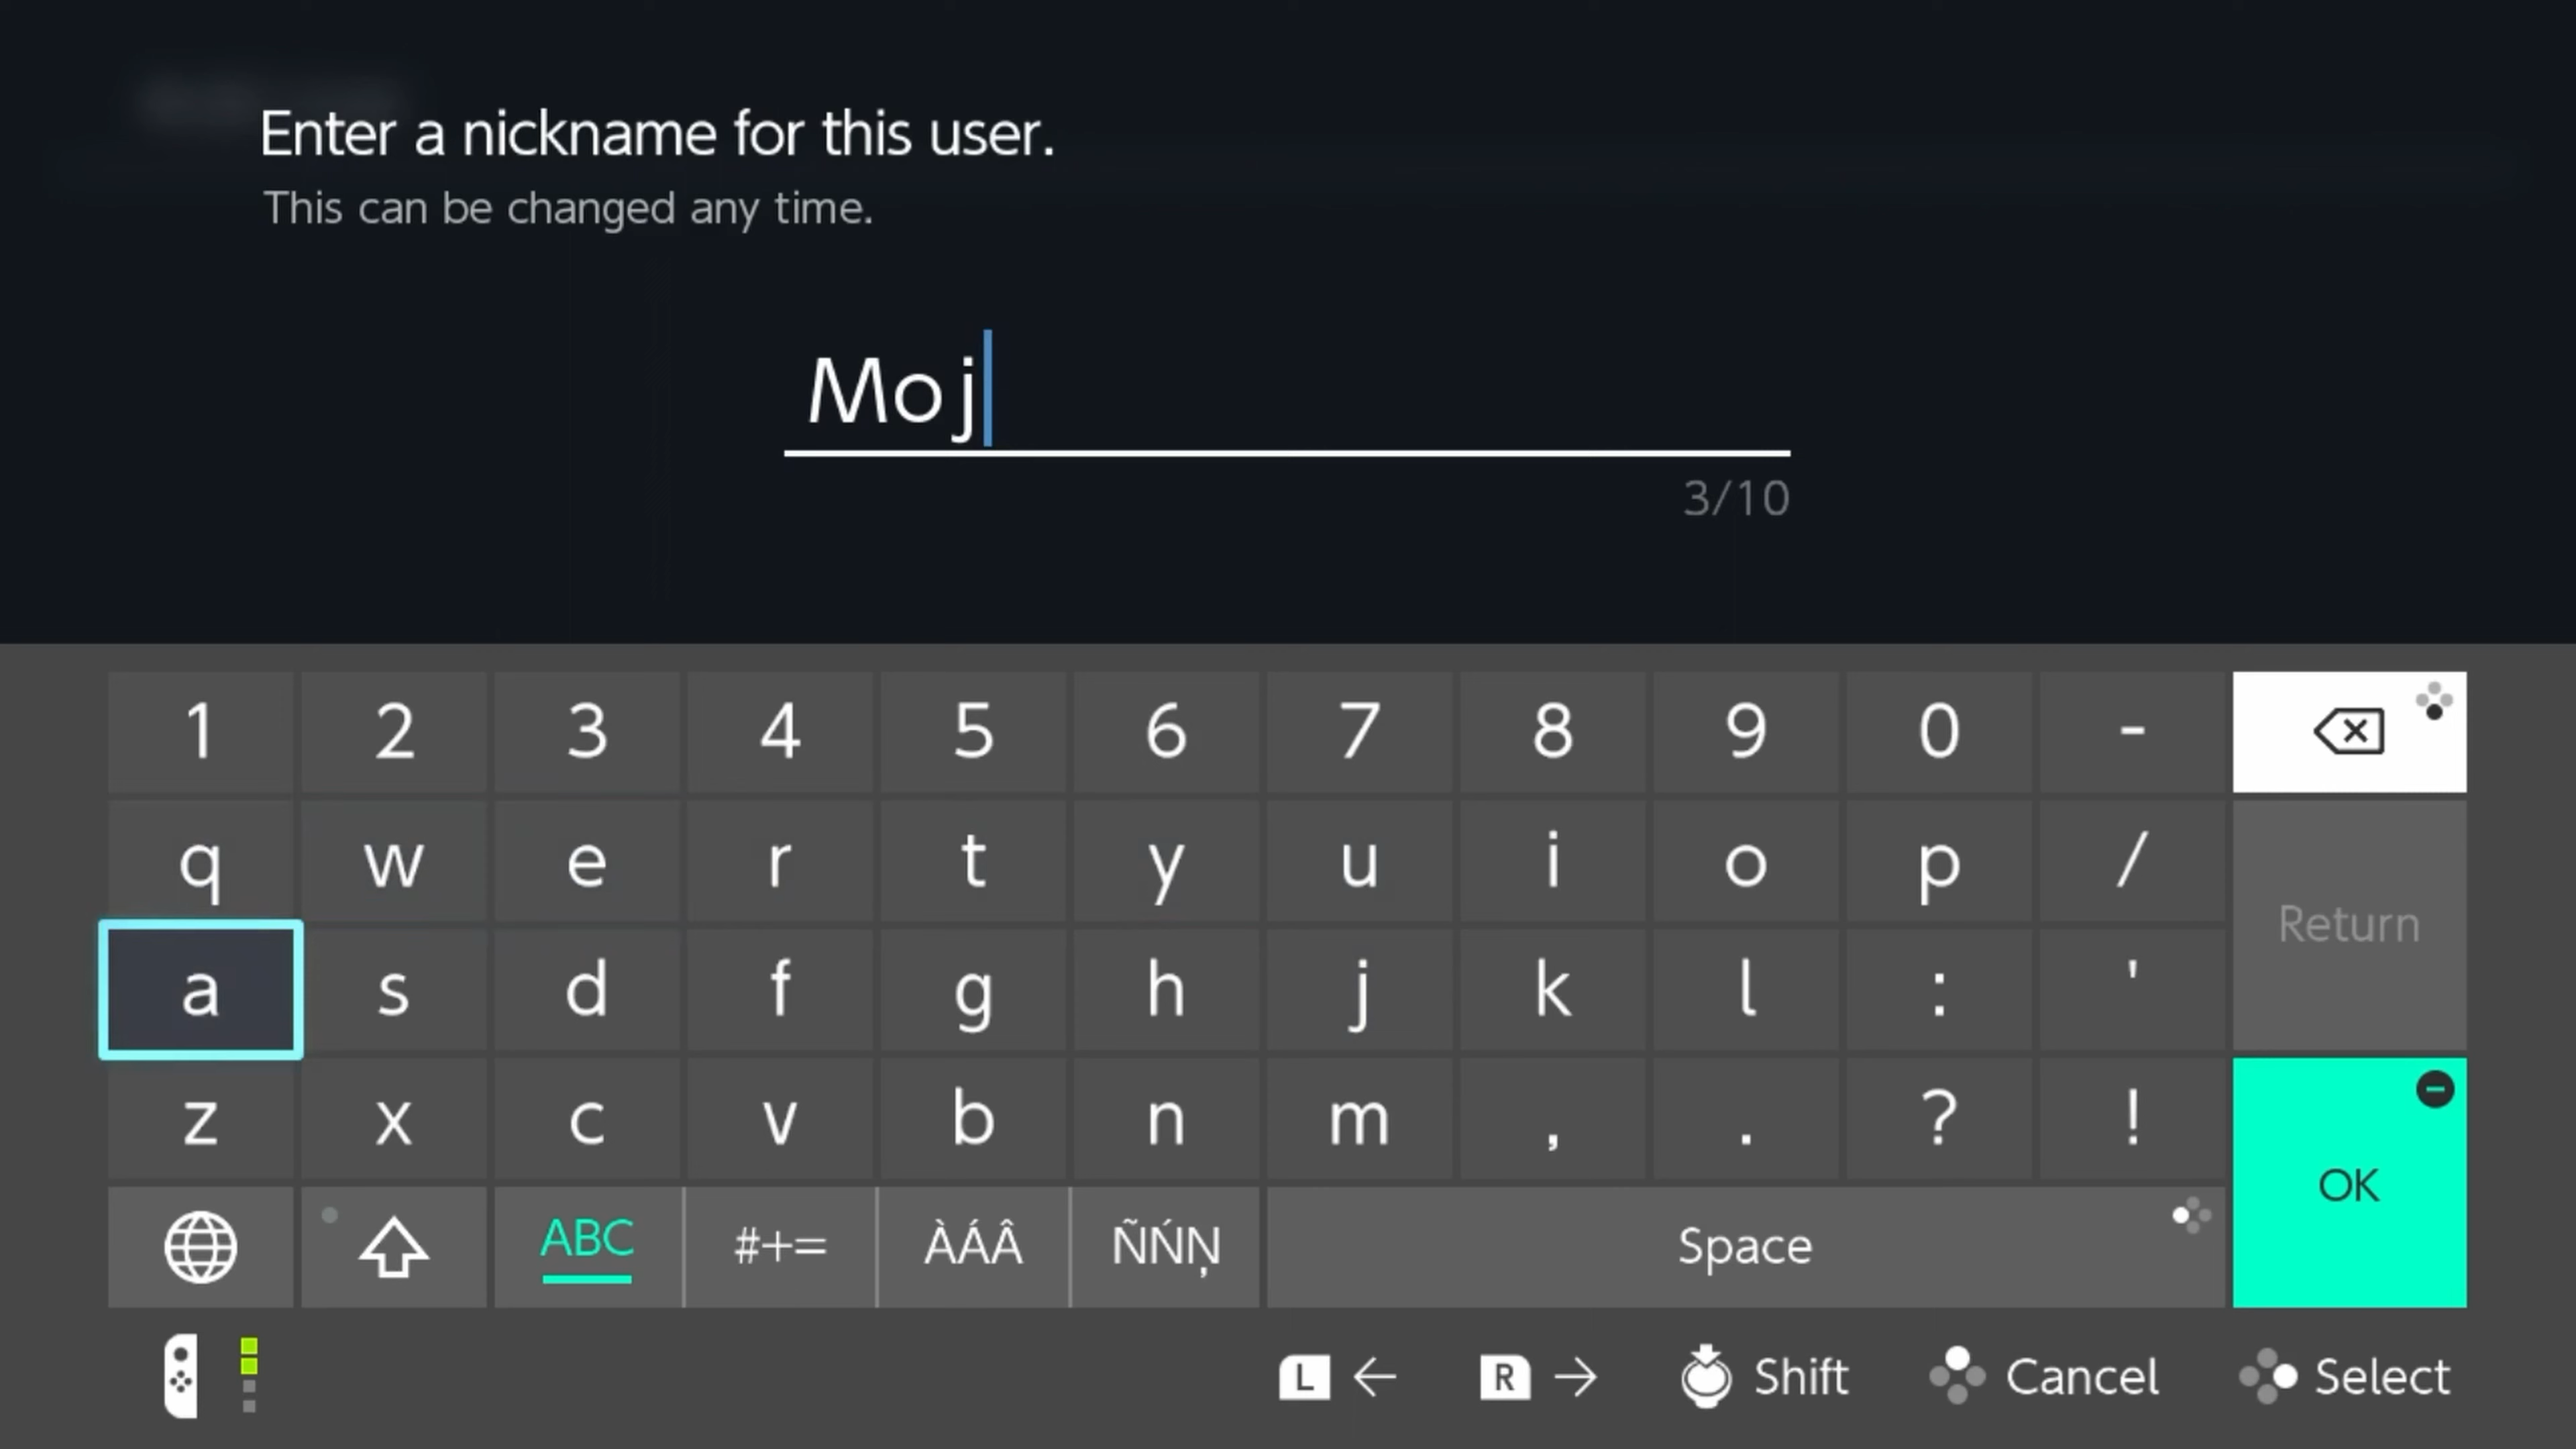 Enter a nickname for this user.
This can be changed any time.
Moj
3/10
1 2 3 4 5 6 7 8 9 0 -
q w e r t y u i o p /
Return
a s d f g h j k l : '
z x c v b n m , . ? !
OK
ABC #+= ÀÁÂ ÑŃŅ Space
L ← R → Shift Cancel Select